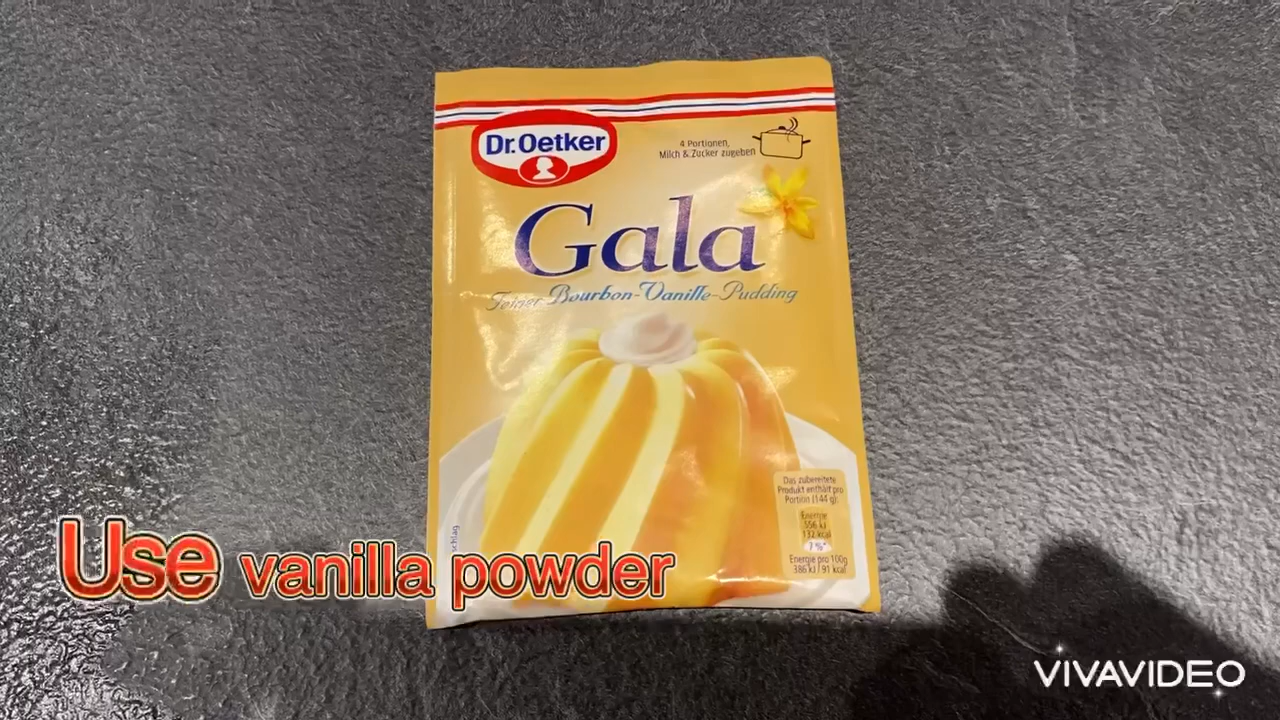 Dr.Oetker
4 Portionen,
Milch & Zucker zugeben
Gala
Feiner Bourbon-Vanille-Pudding
Das zubereitete
Produkt enthält pro
Portion (144 g):
Energie
556 kJ
132 kcal
7 %*
Energie pro 100g
386 kJ / 91 kcal
Use vanilla powder
VIVAVIDEO